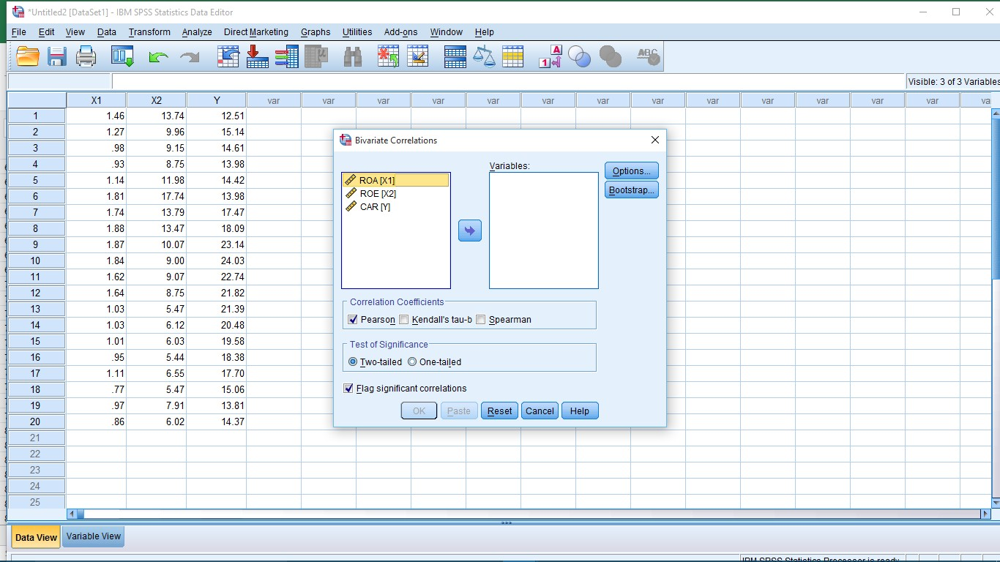 *Untitled2 [DataSet1] - IBM SPSS Statistics Data Editor
File Edit View Data Transform Analyze Direct Marketing Graphs Utilities Add-ons Window Help
Visible: 3 of 3 Variables
X1 X2 Y var var var var var var var var var var var var var var
1 1.46 13.74 12.51
2 1.27 9.96 15.14
3 .98 9.15 14.61
4 .93 8.75 13.98
5 1.14 11.98 14.42
6 1.81 17.74 13.98
7 1.74 13.79 17.47
8 1.88 13.47 18.09
9 1.87 10.07 23.14
10 1.84 9.00 24.03
11 1.62 9.07 22.74
12 1.64 8.75 21.82
13 1.03 5.47 21.39
14 1.03 6.12 20.48
15 1.01 6.03 19.58
16 .95 5.44 18.38
17 1.11 6.55 17.70
18 .77 5.47 15.06
19 .97 7.91 13.81
20 .86 6.02 14.37
21
22
23
24
25
Bivariate Correlations
Variables:
ROA [X1]
ROE [X2]
CAR [Y]
Options...
Bootstrap...
Correlation Coefficients
Pearson Kendall's tau-b Spearman
Test of Significance
Two-tailed One-tailed
Flag significant correlations
OK Paste Reset Cancel Help
Data View Variable View
IBM SPSS Statistics Processor is ready